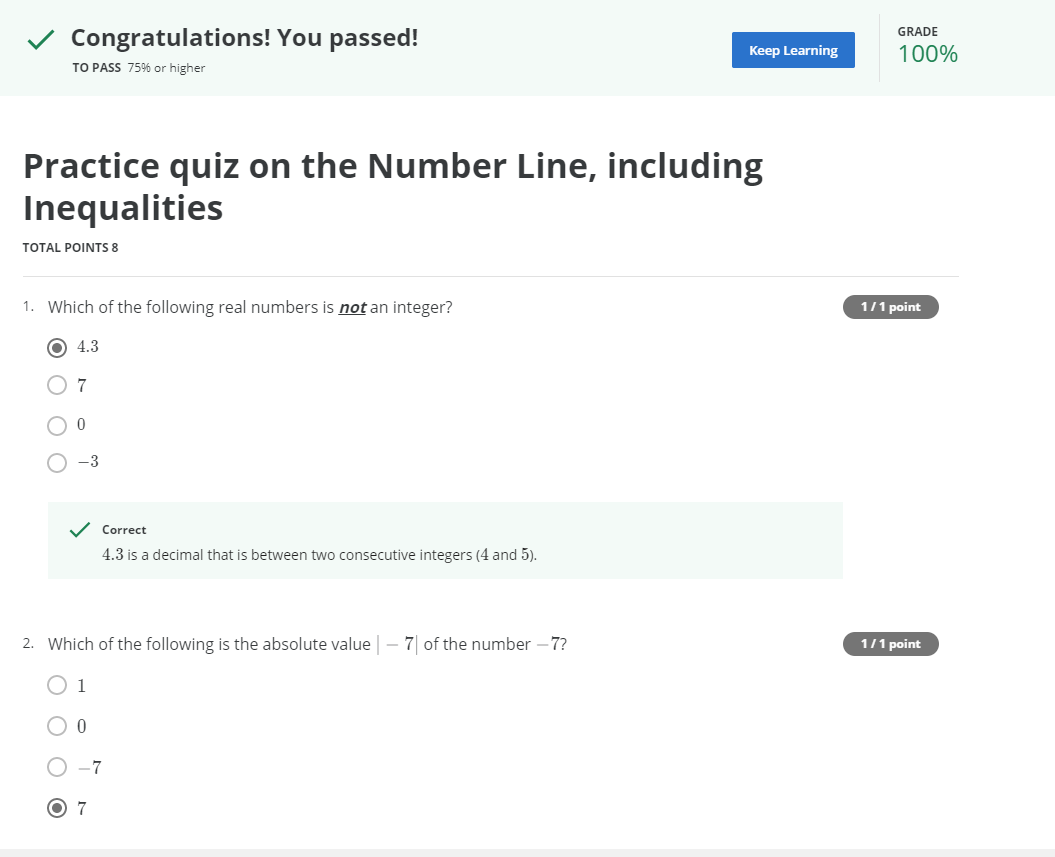 Congratulations! You passed!
TO PASS 75% or higher
Keep Learning
GRADE
100%
Practice quiz on the Number Line, including
Inequalities
TOTAL POINTS 8
1. Which of the following real numbers is not an integer?
1 / 1 point
4.3
7
0
−3
Correct
4.3 is a decimal that is between two consecutive integers (4 and 5).
2. Which of the following is the absolute value | − 7| of the number −7?
1 / 1 point
1
0
−7
7